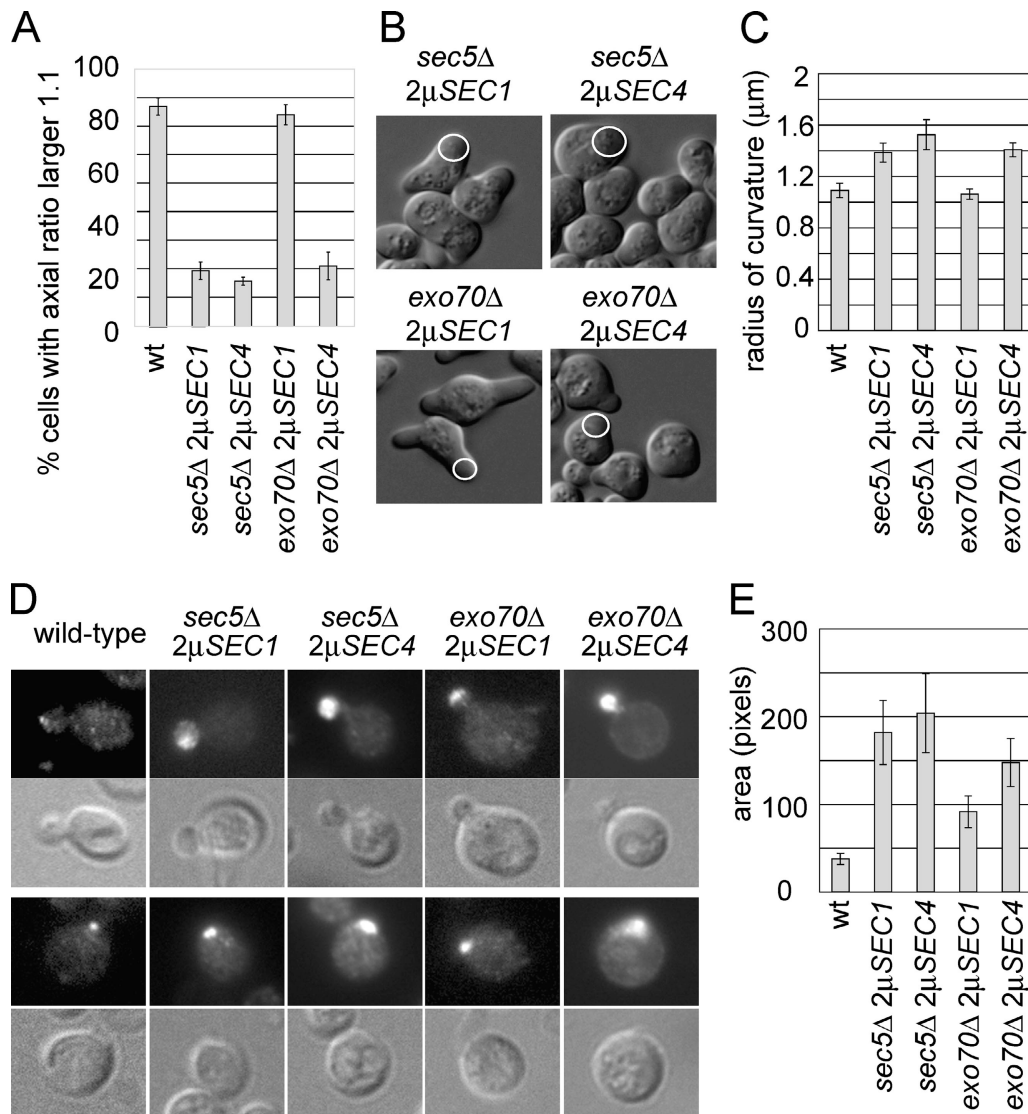 A
% cells with axial ratio larger 1.1
100
80
60
40
20
0
wt
sec5Δ 2μSEC1
sec5Δ 2μSEC4
exo70Δ 2μSEC1
exo70Δ 2μSEC4
B
sec5Δ
2μSEC1
sec5Δ
2μSEC4
exo70Δ
2μSEC1
exo70Δ
2μSEC4
C
radius of curvature (μm)
2
1.6
1.2
0.8
0.4
0
wt
sec5Δ 2μSEC1
sec5Δ 2μSEC4
exo70Δ 2μSEC1
exo70Δ 2μSEC4
D
wild-type
sec5Δ
2μSEC1
sec5Δ
2μSEC4
exo70Δ
2μSEC1
exo70Δ
2μSEC4
E
area (pixels)
300
200
100
0
wt
sec5Δ 2μSEC1
sec5Δ 2μSEC4
exo70Δ 2μSEC1
exo70Δ 2μSEC4